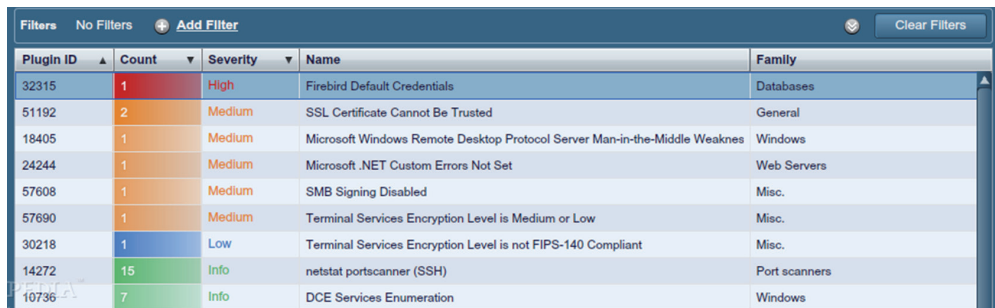 Filters No Filters Add Filter Clear Filters
Plugin ID Count Severity Name Family
32315 1 High Firebird Default Credentials Databases
51192 2 Medium SSL Certificate Cannot Be Trusted General
18405 1 Medium Microsoft Windows Remote Desktop Protocol Server Man-in-the-Middle Weaknes Windows
24244 1 Medium Microsoft .NET Custom Errors Not Set Web Servers
57608 1 Medium SMB Signing Disabled Misc.
57690 1 Medium Terminal Services Encryption Level is Medium or Low Misc.
30218 1 Low Terminal Services Encryption Level is not FIPS-140 Compliant Misc.
14272 15 Info netstat portscanner (SSH) Port scanners
10736 7 Info DCE Services Enumeration Windows
PEDIA